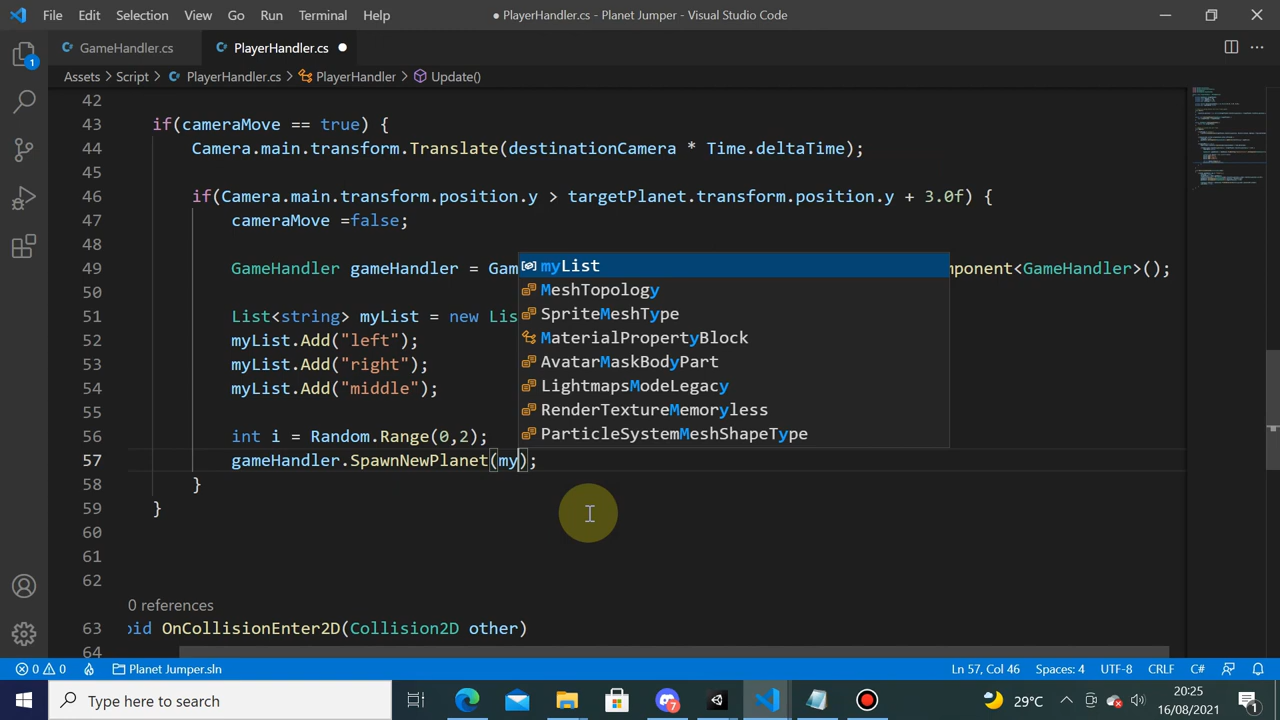 File Edit Selection View Go Run Terminal Help ● PlayerHandler.cs - Planet Jumper - Visual Studio Code
GameHandler.cs PlayerHandler.cs ●
Assets > Script > PlayerHandler.cs > PlayerHandler > Update()
42
43 if(cameraMove == true) {
44 Camera.main.transform.Translate(destinationCamera * Time.deltaTime);
45
46 if(Camera.main.transform.position.y > targetPlanet.transform.position.y + 3.0f) {
47 cameraMove =false;
48
49 GameHandler gameHandler = Gam mponent<GameHandler>();
50
51 List<string> myList = new Lis
52 myList.Add("left");
53 myList.Add("right");
54 myList.Add("middle");
55
56 int i = Random.Range(0,2);
57 gameHandler.SpawnNewPlanet(my);
58 }
59 }
60
61
62
0 references
63 oid OnCollisionEnter2D(Collision2D other)
64
myList
MeshTopology
SpriteMeshType
MaterialPropertyBlock
AvatarMaskBodyPart
LightmapsModeLegacy
RenderTextureMemoryless
ParticleSystemMeshShapeType
1
0 0 Planet Jumper.sln Ln 57, Col 46 Spaces: 4 UTF-8 CRLF C#
Type here to search 7 29°C 20:25
16/08/2021 1